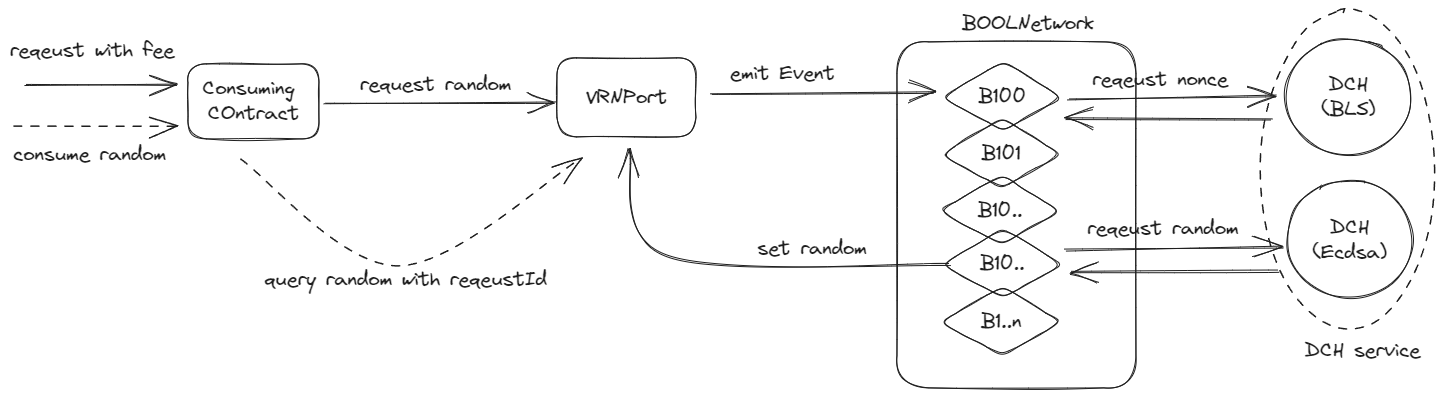 BOOLNetwork
reqeust with fee
Consuming
COntract
request random
VRNPort
emit Event
B100
reqeust nonce
DCH
(BLS)
consume random
B101
B10..
DCH
(Ecdsa)
reqeust random
set random
B10..
query random with reqeustId
B1..n
DCH service